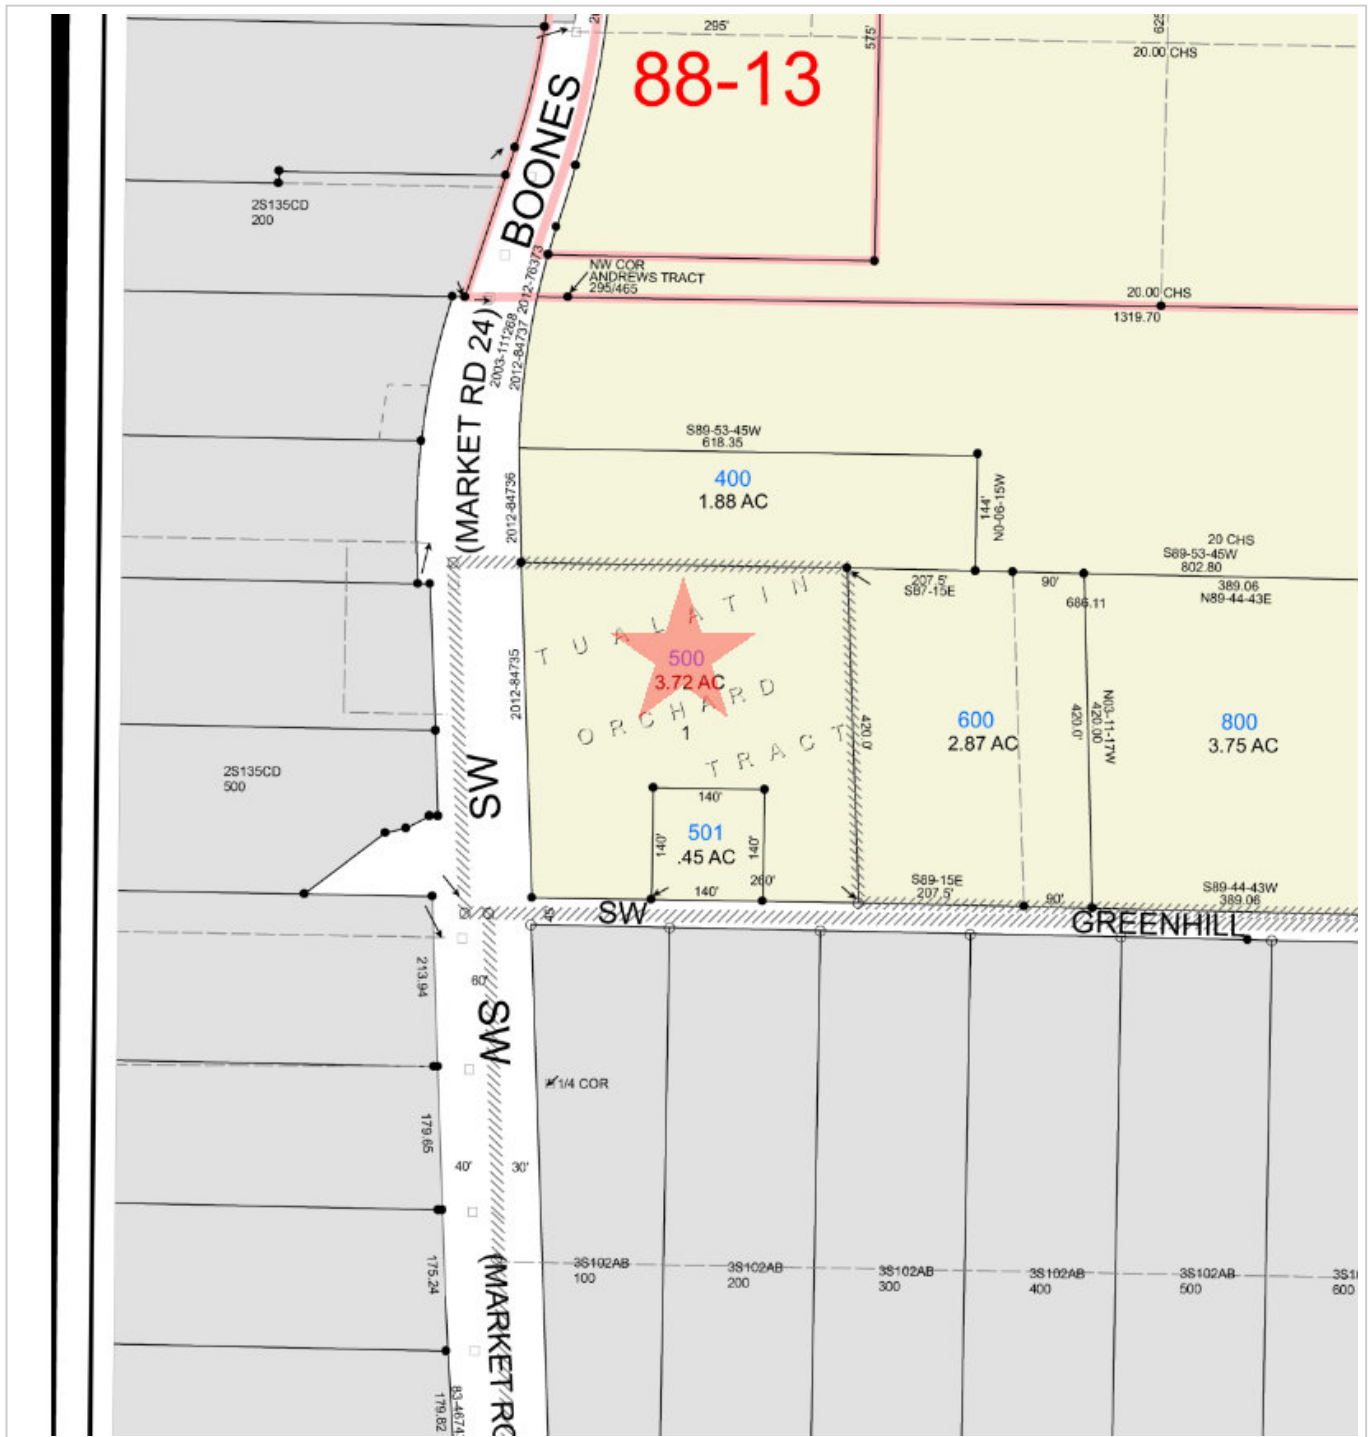 295'
575'
625
20.00 CHS
88-13
BOONES
2S135CD
200
2012-76373
NW COR
ANDREWS TRACT
295/465
20.00 CHS
1319.70
(MARKET RD 24)
2003-111268
2012-84737
S89-53-45W
618.35
400
1.88 AC
2012-84736
144'
N0-06-15W
20 CHS
S89-53-45W
802.80
207.5'
S87-15E
90'
686.11
389.06
N89-44-43E
TUALATIN
500
3.72 AC
ORCHARD
1
TRACT
2012-84735
420.0'
600
2.87 AC
420.0'
420.00
N03-11-17W
800
3.75 AC
SW
2S135CD
500
140'
140'
501
.45 AC
140'
260'
140'
S89-15E
207.5'
90'
S89-44-43W
389.06
45'
SW
GREENHILL
213.94
60'
SW
1/4 COR
179.65
40'
30'
175.24
(MARKET RO
3S102AB
100
3S102AB
200
3S102AB
300
3S102AB
400
3S102AB
500
3S1
600
179.82
83-4674